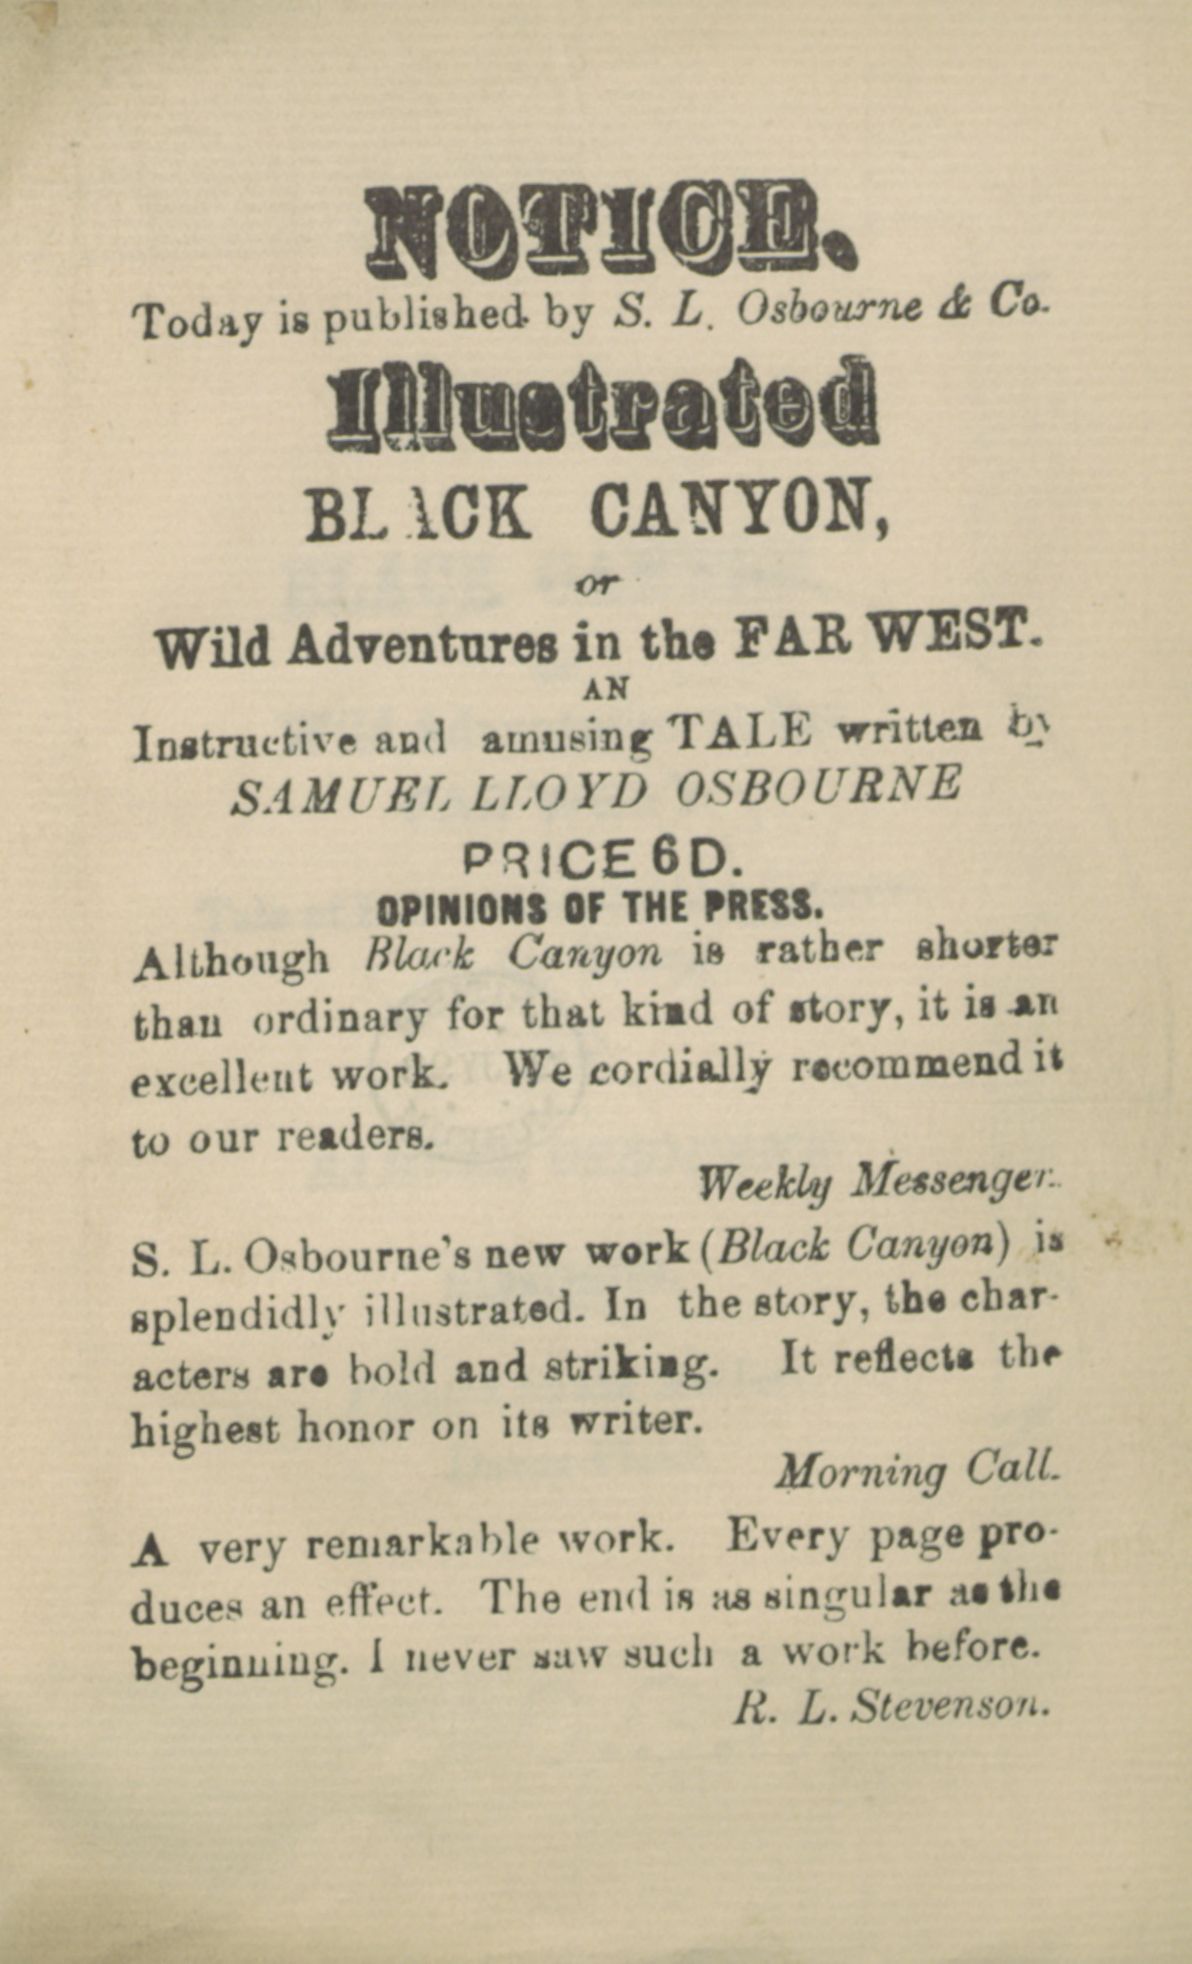 NOTICE.
Today is published by S. L. Osbourne & Co.
Illustrated
BLACK CANYON,
or
Wild Adventures in the FAR WEST.
AN
Instructive and amusing TALE written by
SAMUEL LLOYD OSBOURNE
PRICE 6D.
OPINIONS OF THE PRESS.
Although Black Canyon is rather shorter
than ordinary for that kind of story, it is an
excellent work. We cordially recommend it
to our readers.
Weekly Messenger.
S. L. Osbourne's new work (Black Canyon) is
splendidly illustrated. In the story, the char-
acters are bold and striking. It reflects the
highest honor on its writer.
Morning Call.
A very remarkable work. Every page pro-
duces an effect. The end is as singular as the
beginning. I never saw such a work before.
R. L. Stevenson.